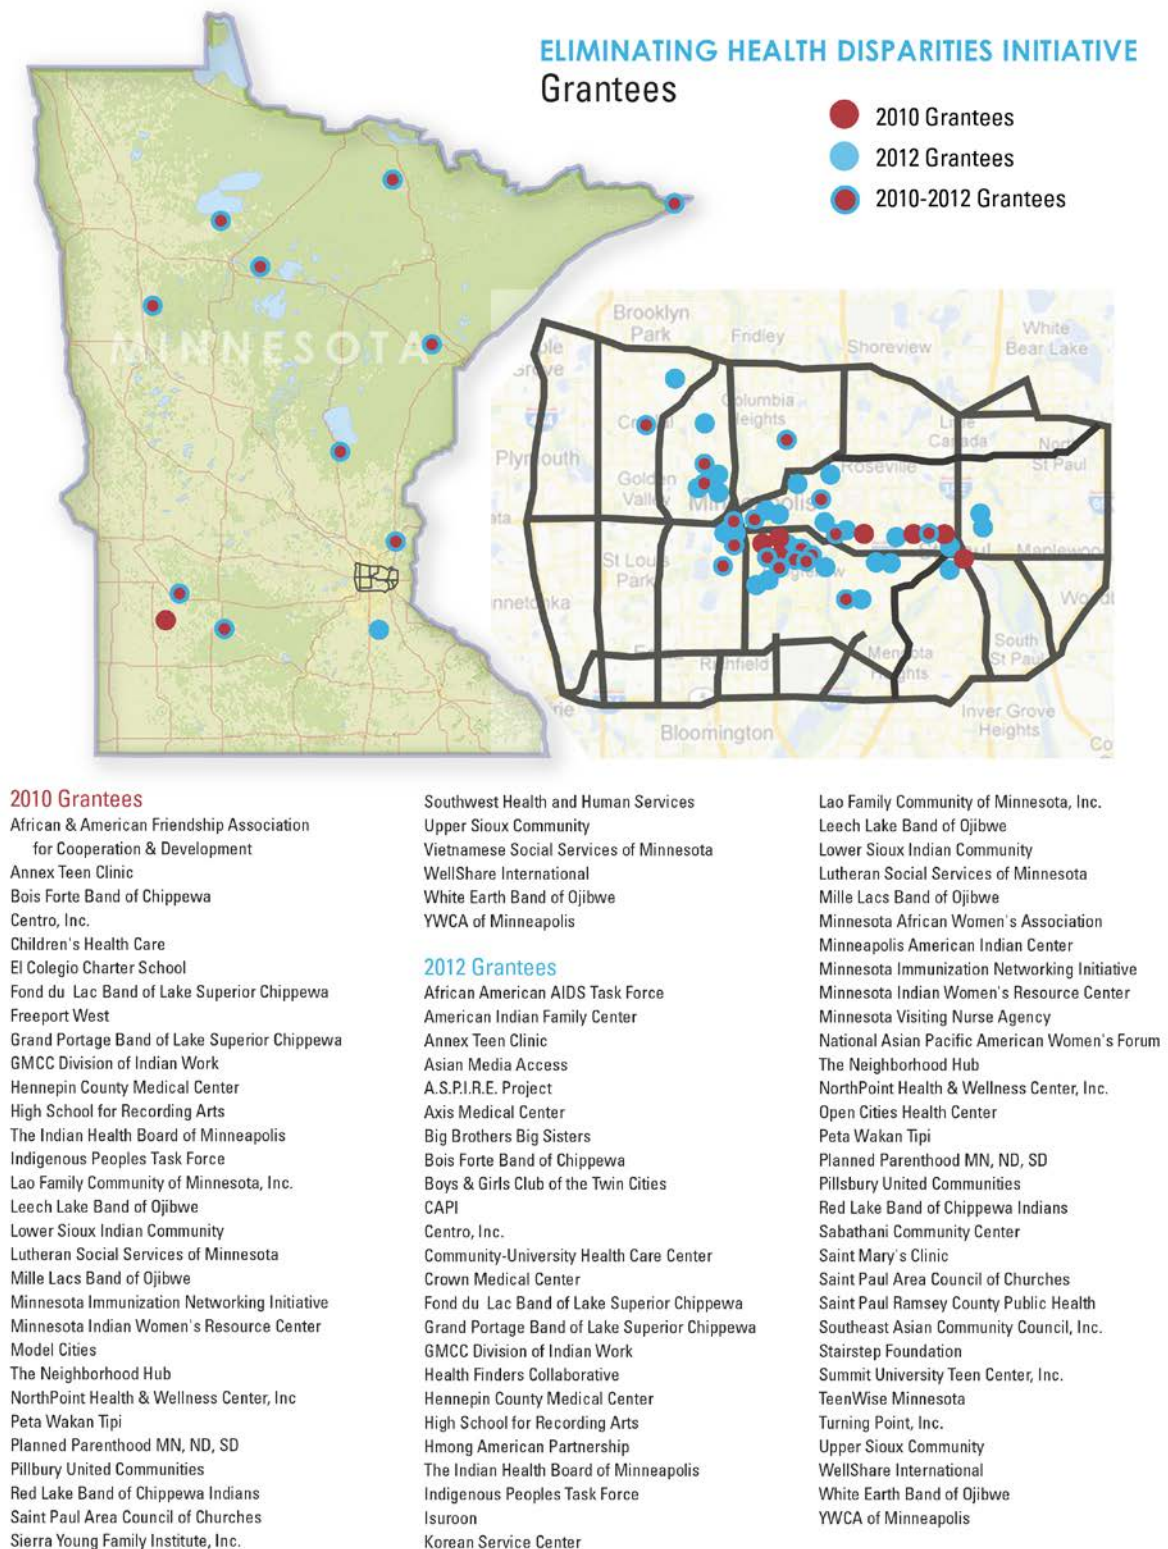 ELIMINATING HEALTH DISPARITIES INITIATIVE
Grantees
2010 Grantees
2012 Grantees
2010-2012 Grantees
MINNESOTA
Brooklyn
Park
Fridley
Shoreview
White
Bear Lake
Columbia
Heights
Plymouth
Golden
Valley
Roseville
Canada
St Paul
St Louis
Park
Maplewood
Richfield
South
St Paul
Bloomington
Inver Grove
Heights
2010 Grantees
African & American Friendship Association
for Cooperation & Development
Annex Teen Clinic
Bois Forte Band of Chippewa
Centro, Inc.
Children's Health Care
El Colegio Charter School
Fond du Lac Band of Lake Superior Chippewa
Freeport West
Grand Portage Band of Lake Superior Chippewa
GMCC Division of Indian Work
Hennepin County Medical Center
High School for Recording Arts
The Indian Health Board of Minneapolis
Indigenous Peoples Task Force
Lao Family Community of Minnesota, Inc.
Leech Lake Band of Ojibwe
Lower Sioux Indian Community
Lutheran Social Services of Minnesota
Mille Lacs Band of Ojibwe
Minnesota Immunization Networking Initiative
Minnesota Indian Women's Resource Center
Model Cities
The Neighborhood Hub
NorthPoint Health & Wellness Center, Inc
Peta Wakan Tipi
Planned Parenthood MN, ND, SD
Pillbury United Communities
Red Lake Band of Chippewa Indians
Saint Paul Area Council of Churches
Sierra Young Family Institute, Inc.
Southwest Health and Human Services
Upper Sioux Community
Vietnamese Social Services of Minnesota
WellShare International
White Earth Band of Ojibwe
YWCA of Minneapolis
2012 Grantees
African American AIDS Task Force
American Indian Family Center
Annex Teen Clinic
Asian Media Access
A.S.P.I.R.E. Project
Axis Medical Center
Big Brothers Big Sisters
Bois Forte Band of Chippewa
Boys & Girls Club of the Twin Cities
CAPI
Centro, Inc.
Community-University Health Care Center
Crown Medical Center
Fond du Lac Band of Lake Superior Chippewa
Grand Portage Band of Lake Superior Chippewa
GMCC Division of Indian Work
Health Finders Collaborative
Hennepin County Medical Center
High School for Recording Arts
Hmong American Partnership
The Indian Health Board of Minneapolis
Indigenous Peoples Task Force
Isuroon
Korean Service Center
Lao Family Community of Minnesota, Inc.
Leech Lake Band of Ojibwe
Lower Sioux Indian Community
Lutheran Social Services of Minnesota
Mille Lacs Band of Ojibwe
Minnesota African Women's Association
Minneapolis American Indian Center
Minnesota Immunization Networking Initiative
Minnesota Indian Women's Resource Center
Minnesota Visiting Nurse Agency
National Asian Pacific American Women's Forum
The Neighborhood Hub
NorthPoint Health & Wellness Center, Inc.
Open Cities Health Center
Peta Wakan Tipi
Planned Parenthood MN, ND, SD
Pillsbury United Communities
Red Lake Band of Chippewa Indians
Sabathani Community Center
Saint Mary's Clinic
Saint Paul Area Council of Churches
Saint Paul Ramsey County Public Health
Southeast Asian Community Council, Inc.
Stairstep Foundation
Summit University Teen Center, Inc.
TeenWise Minnesota
Turning Point, Inc.
Upper Sioux Community
WellShare International
White Earth Band of Ojibwe
YWCA of Minneapolis